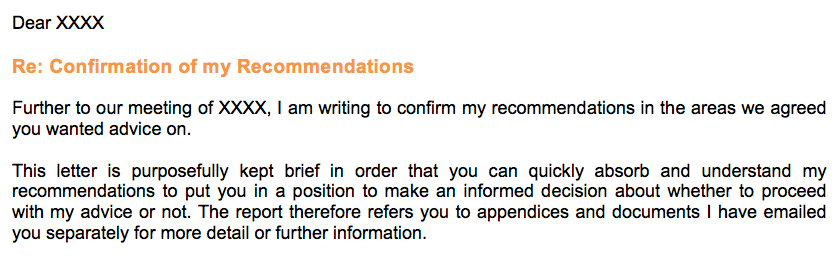 Dear XXXX
Re: Confirmation of my Recommendations
Further to our meeting of XXXX, I am writing to confirm my recommendations in the areas we agreed
you wanted advice on.
This letter is purposefully kept brief in order that you can quickly absorb and understand my
recommendations to put you in a position to make an informed decision about whether to proceed
with my advice or not. The report therefore refers you to appendices and documents I have emailed
you separately for more detail or further information.